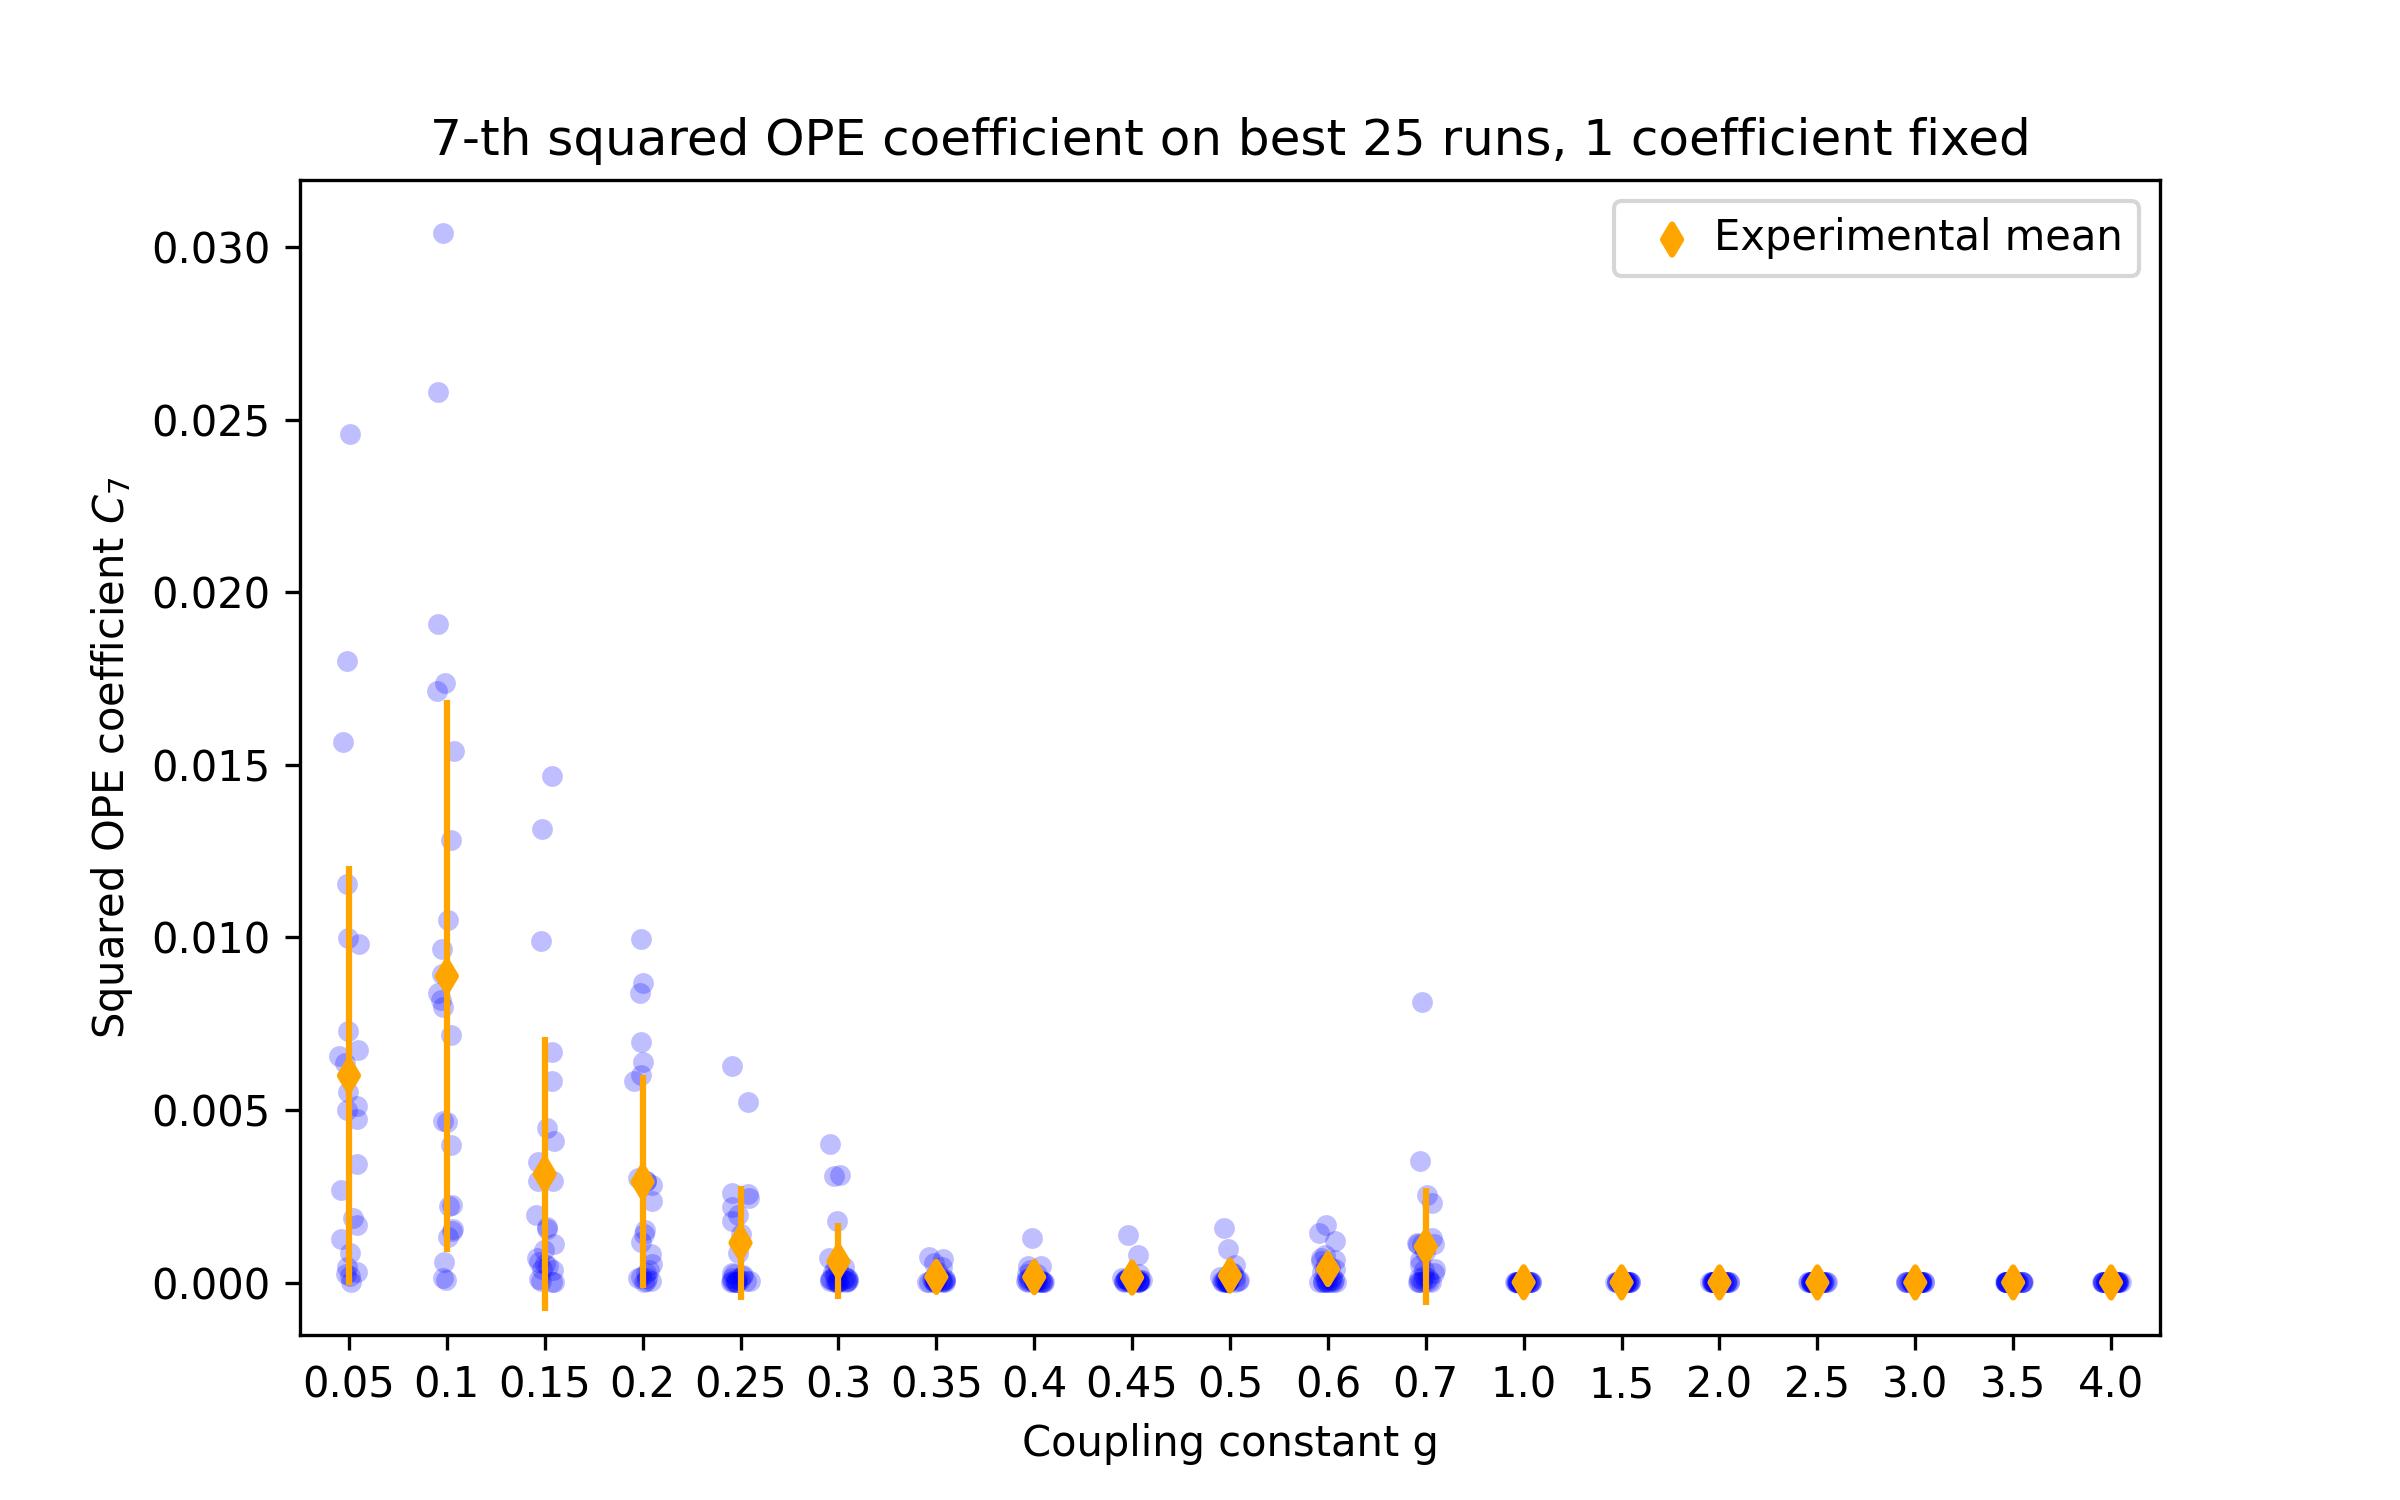 7-th squared OPE coefficient on best 25 runs, 1 coefficient fixed
Experimental mean
Squared OPE coefficient C₇
0.030
0.025
0.020
0.015
0.010
0.005
0.000
0.05 0.1 0.15 0.2 0.25 0.3 0.35 0.4 0.45 0.5 0.6 0.7 1.0 1.5 2.0 2.5 3.0 3.5 4.0
Coupling constant g